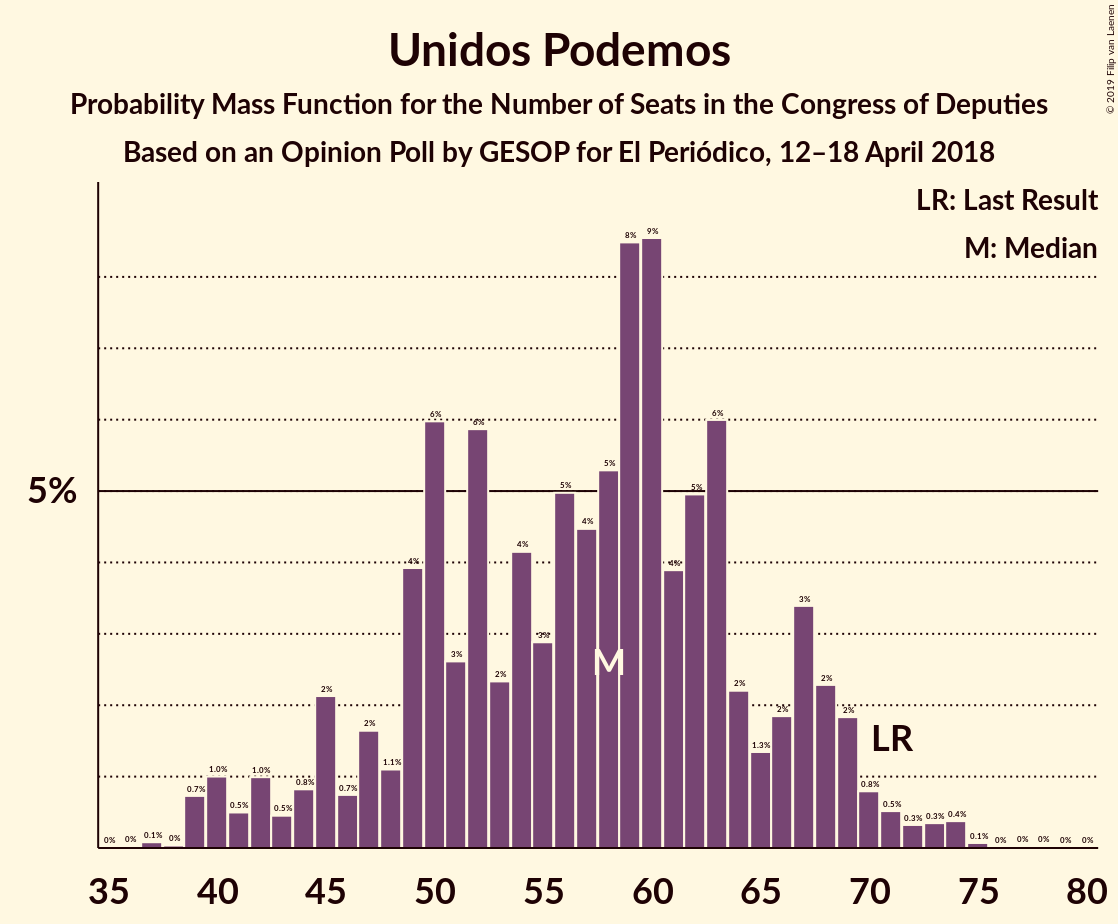 Unidos Podemos
Probability Mass Function for the Number of Seats in the Congress of Deputies
Based on an Opinion Poll by GESOP for El Periódico, 12–18 April 2018
© 2019 Filip van Laenen
LR: Last Result
M: Median
5%
0% 0% 0.1% 0% 0.7% 1.0% 0.5% 1.0% 0.5% 0.8% 2% 0.7% 2% 1.1% 4% 6% 3% 6% 2% 4% 3% 5% 4% 5% 8% 9% 4% 5% 6% 2% 1.3% 2% 3% 2% 2% 0.8% 0.5% 0.3% 0.3% 0.4% 0.1% 0% 0% 0% 0% 0%
M
LR
35 40 45 50 55 60 65 70 75 80